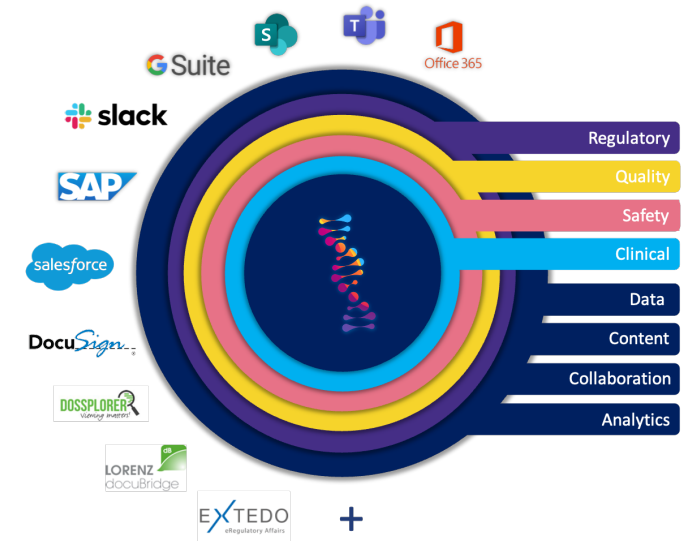 S
T
Office 365
G Suite
slack
SAP
salesforce
DocuSign
®
DOSSPLORER
Viewing matters!
dB
LORENZ
docuBridge
EXTEDO
eRegulatory Affairs
+
Regulatory
Quality
Safety
Clinical
Data
Content
Collaboration
Analytics